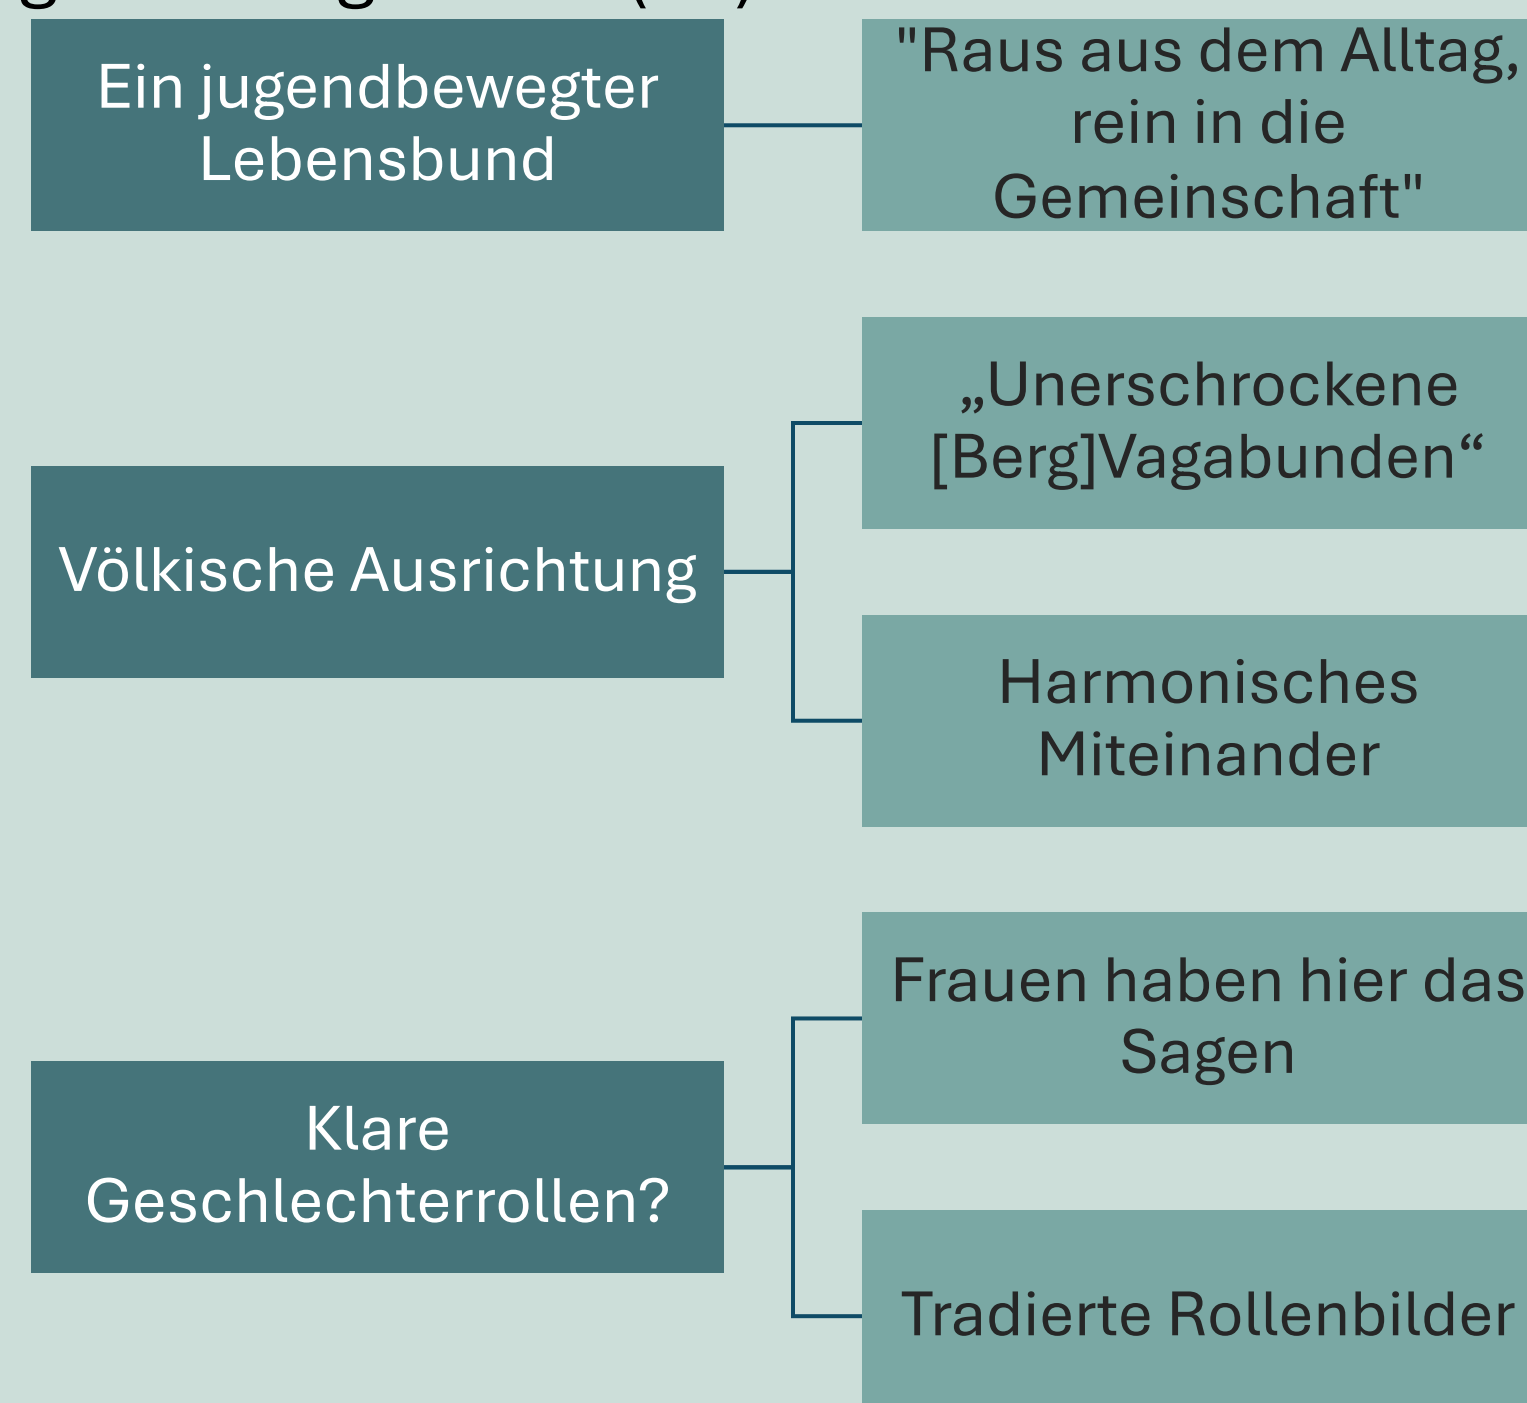 Ein jugendbewegter
Lebensbund
"Raus aus dem Alltag,
rein in die
Gemeinschaft"
Völkische Ausrichtung
„Unerschrockene
[Berg]Vagabunden“
Harmonisches
Miteinander
Klare
Geschlechterrollen?
Frauen haben hier das
Sagen
Tradierte Rollenbilder